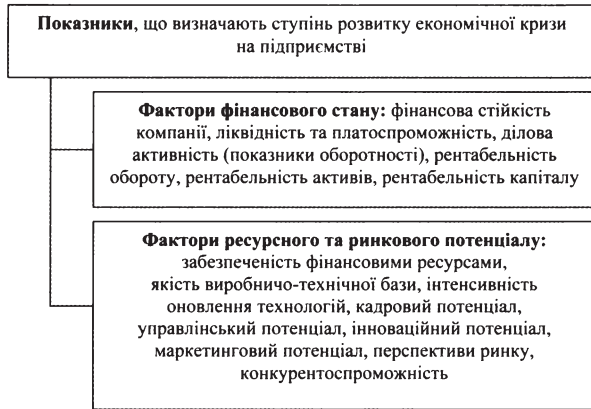 Показники, що визначають ступінь розвитку економічної кризи
на підприємстві
Фактори фінансового стану: фінансова стійкість
компанії, ліквідність та платоспроможність, ділова
активність (показники оборотності), рентабельність
обороту, рентабельність активів, рентабельність капіталу
Фактори ресурсного та ринкового потенціалу:
забезпеченість фінансовими ресурсами,
якість виробничо-технічної бази, інтенсивність
оновлення технологій, кадровий потенціал,
управлінський потенціал, інноваційний потенціал,
маркетинговий потенціал, перспективи ринку,
конкурентоспроможність